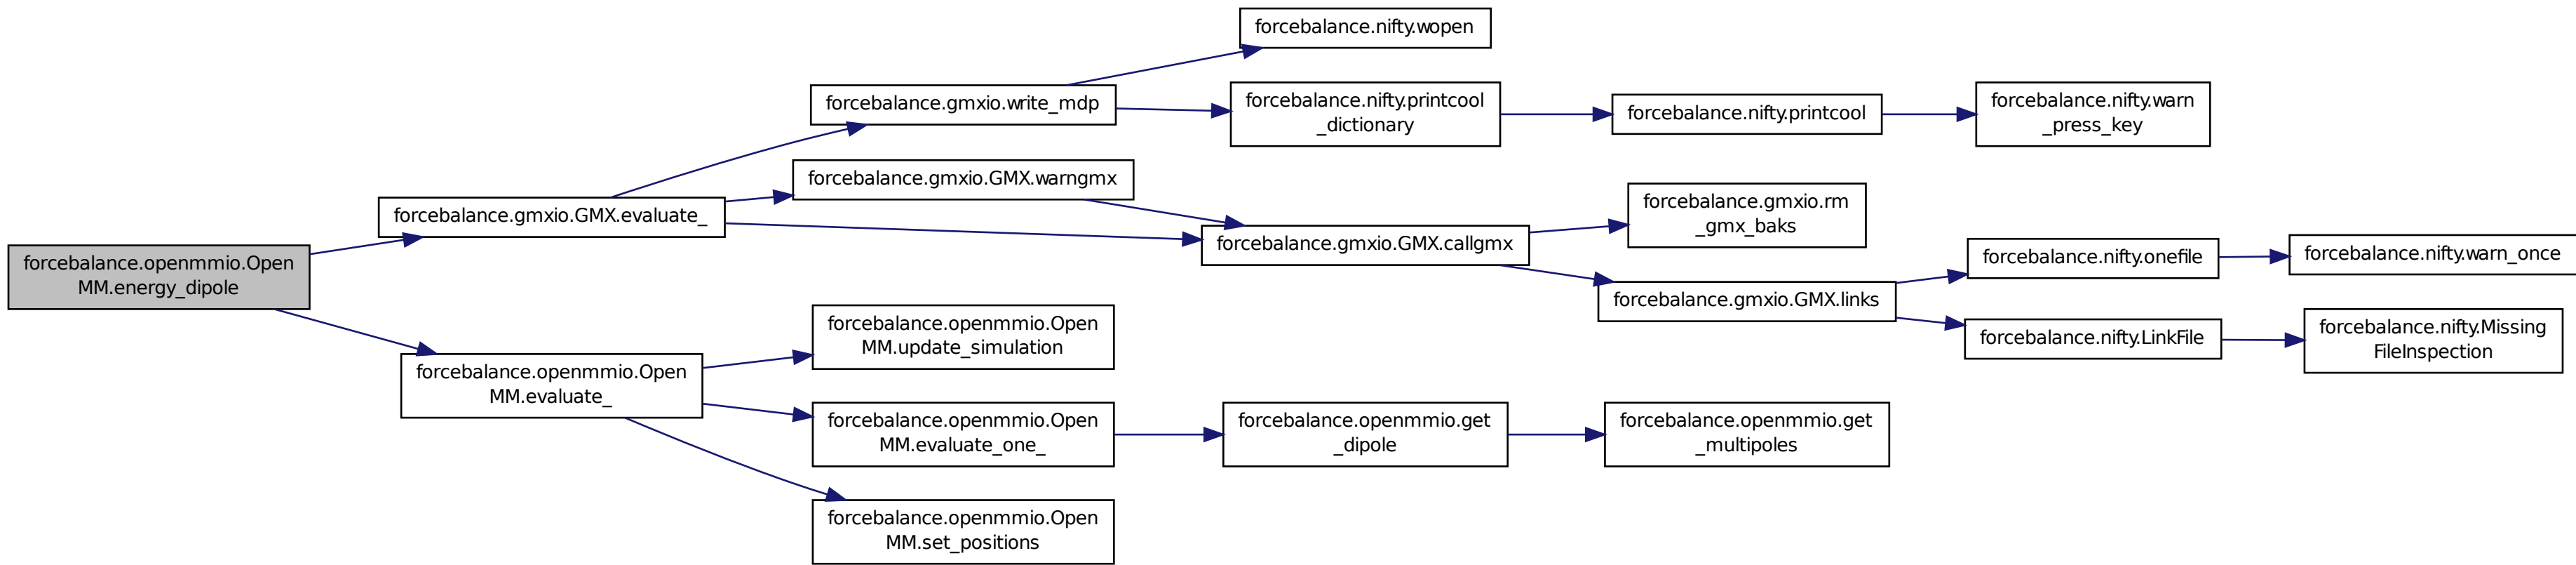 forcebalance.openmmio.Open
MM.energy_dipole
forcebalance.gmxio.GMX.evaluate_
forcebalance.openmmio.Open
MM.evaluate_
forcebalance.gmxio.write_mdp
forcebalance.gmxio.GMX.warngmx
forcebalance.openmmio.Open
MM.update_simulation
forcebalance.openmmio.Open
MM.evaluate_one_
forcebalance.openmmio.Open
MM.set_positions
forcebalance.nifty.wopen
forcebalance.nifty.printcool
_dictionary
forcebalance.gmxio.GMX.callgmx
forcebalance.openmmio.get
_dipole
forcebalance.nifty.printcool
forcebalance.gmxio.rm
_gmx_baks
forcebalance.gmxio.GMX.links
forcebalance.openmmio.get
_multipoles
forcebalance.nifty.warn
_press_key
forcebalance.nifty.onefile
forcebalance.nifty.LinkFile
forcebalance.nifty.warn_once
forcebalance.nifty.Missing
FileInspection